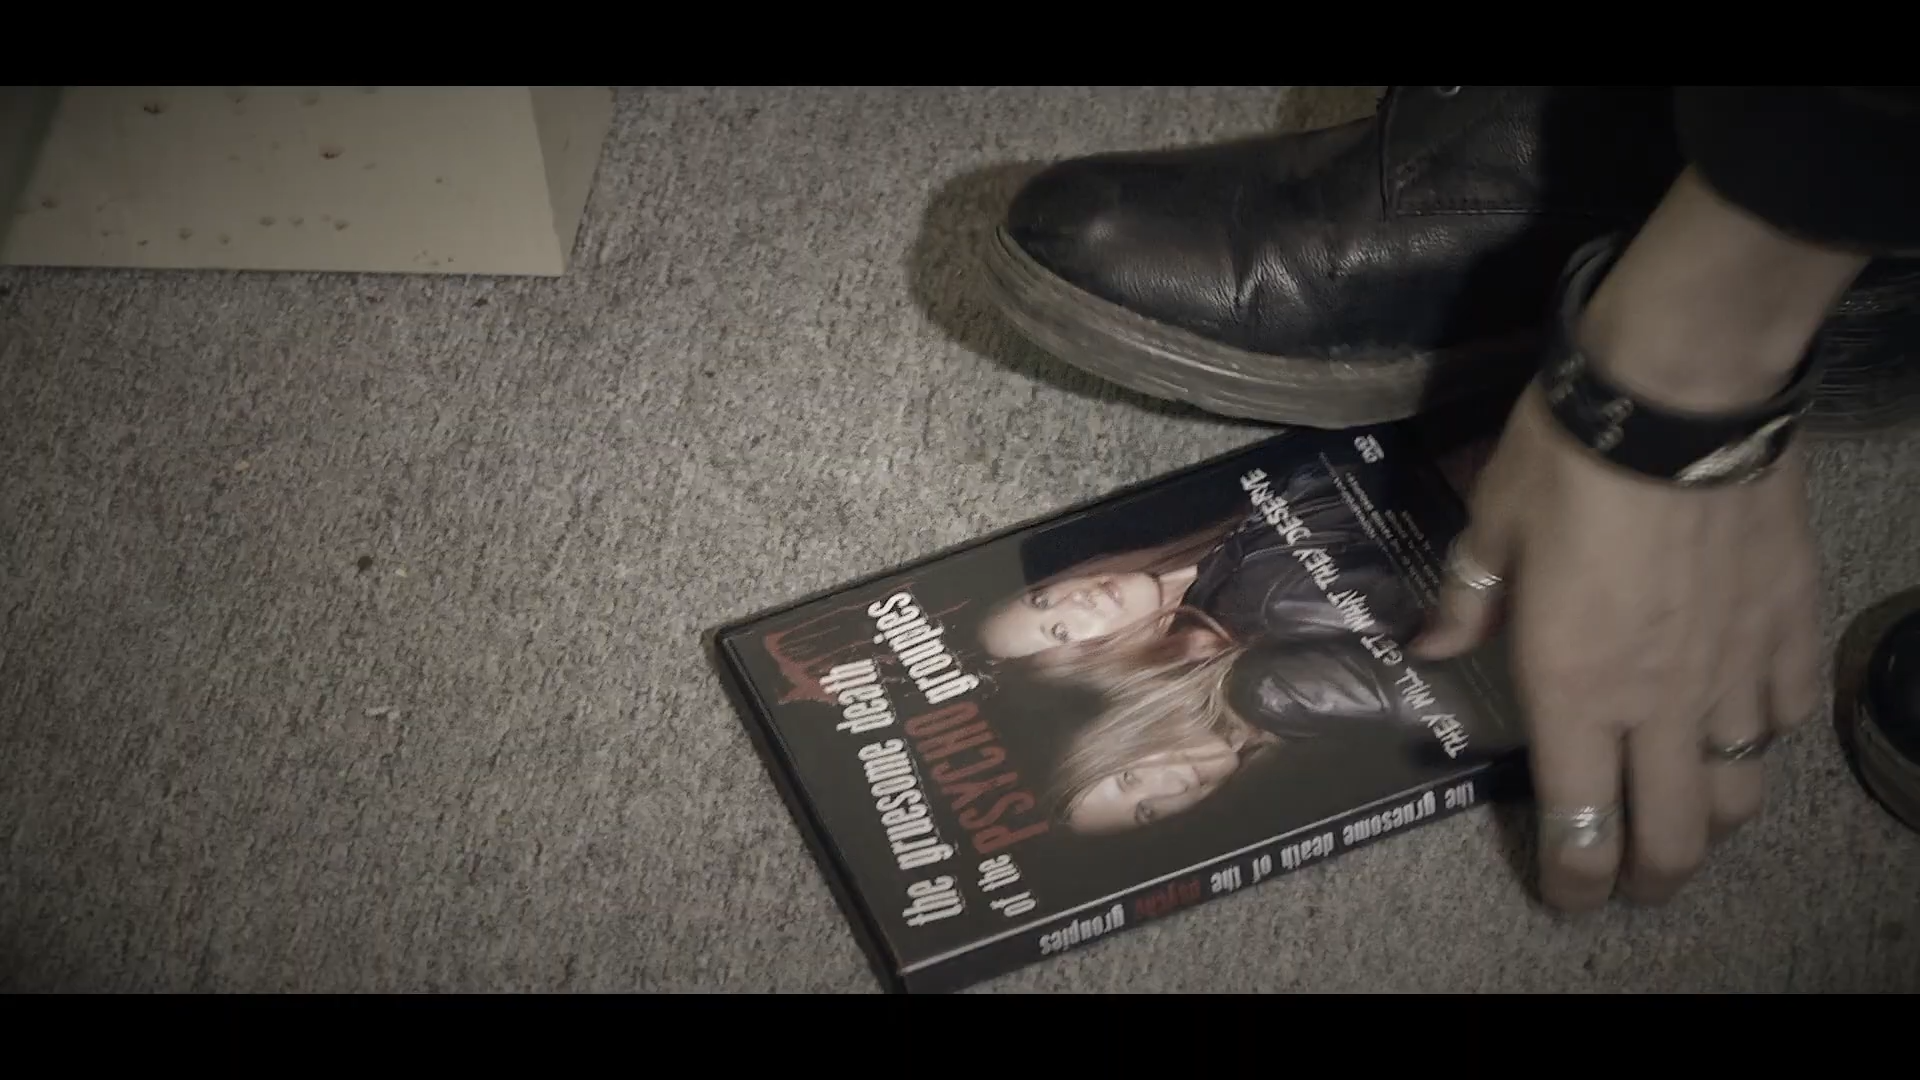 the gruesome death
of the PSYCHO groupies
THEY WILL GET WHAT THEY DESERVE
DVD
the gruesome death of the psycho groupies